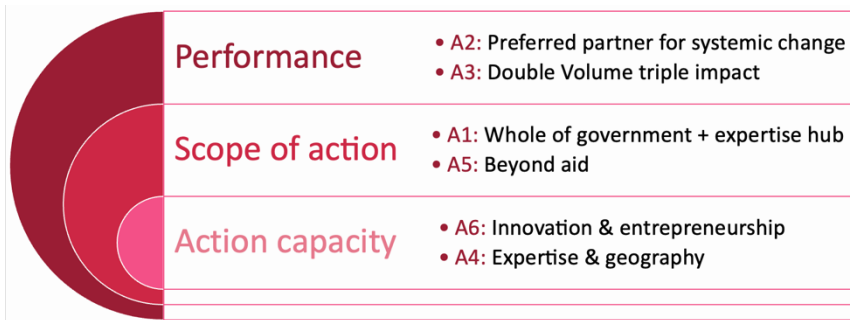 Performance
• A2: Preferred partner for systemic change
• A3: Double Volume triple impact
Scope of action
• A1: Whole of government + expertise hub
• A5: Beyond aid
Action capacity
• A6: Innovation & entrepreneurship
• A4: Expertise & geography